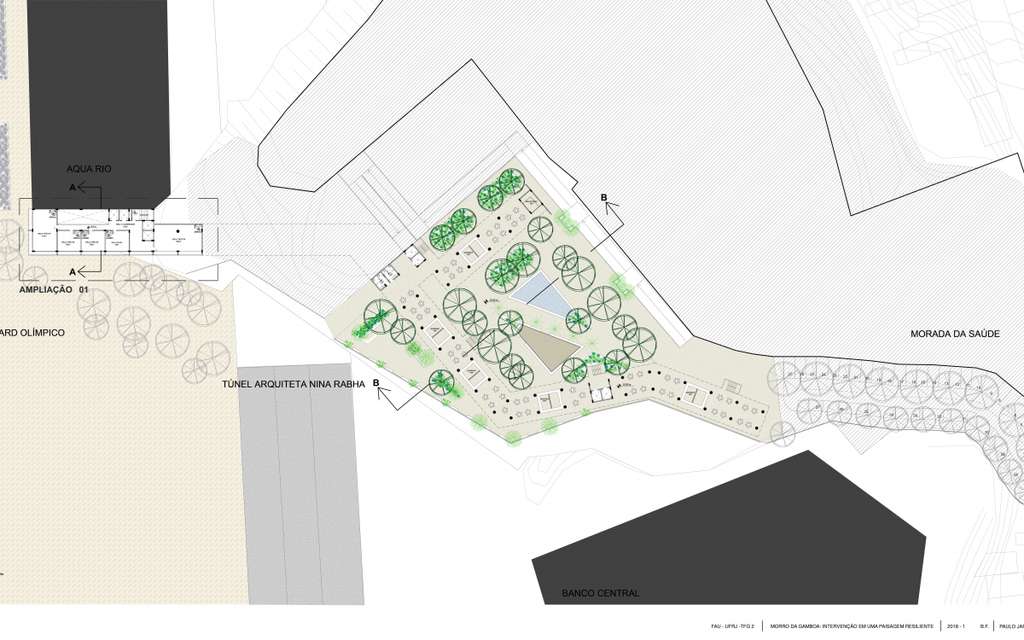 AQUA RIO
A
A
AMPLIAÇÃO 01
ARD OLÍMPICO
B
MORADA DA SAÚDE
TÚNEL ARQUITETA NINA RABHA
B
BANCO CENTRAL
FAU - UFRJ -TFG 2
MORRO DA GAMBOA: INTERVENÇÃO EM UMA PAISAGEM RESILIENTE
2018 - 1
B.F.
PAULO JA